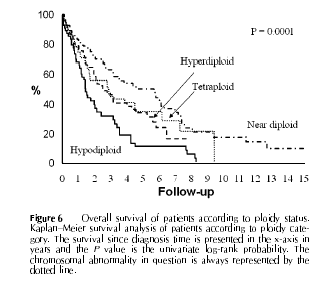 100
80
60
%
40
20
0
P = 0.0001
Hyperdiploid
Tetraploid
Near diploid
Hypodiploid
0 1 2 3 4 5 6 7 8 9 10 11 12 13 14 15
Follow-up
Figure 6 Overall survival of patients according to ploidy status.
Kaplan–Meier survival analysis of patients according to ploidy cate-
gory. The survival since diagnosis time is presented in the x-axis in
years and the P value is the univariate log-rank probability. The
chromosomal abnormality in question is always represented by the
dotted line.